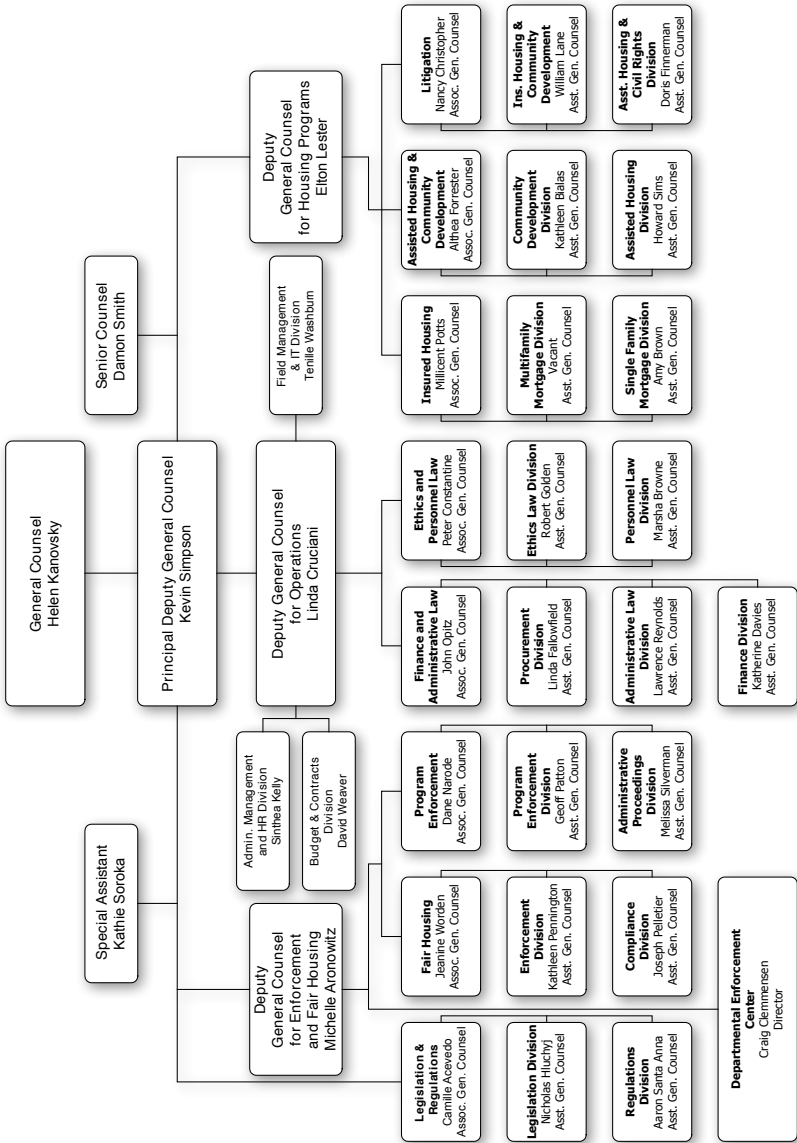 General Counsel
Helen Kanovsky
Special Assistant
Kathie Soroka
Senior Counsel
Damon Smith
Principal Deputy General Counsel
Kevin Simpson
Deputy
General Counsel
for Enforcement
and Fair Housing
Michelle Aronowitz
Admin. Management
and HR Division
Sinthea Kelly
Budget & Contracts
Division
David Weaver
Deputy General Counsel
for Operations
Linda Cruciani
Field Management
& IT Division
Tenille Washburn
Deputy
General Counsel
for Housing Programs
Elton Lester
Legislation &
Regulations
Camille Acevedo
Assoc. Gen. Counsel
Legislation Division
Nicholas Hluchyj
Asst. Gen. Counsel
Regulations
Division
Aaron Santa Anna
Asst. Gen. Counsel
Fair Housing
Jeanine Worden
Assoc. Gen. Counsel
Enforcement
Division
Kathleen Pennington
Asst. Gen. Counsel
Compliance
Division
Joseph Pelletier
Asst. Gen. Counsel
Program
Enforcement
Dane Narode
Assoc. Gen. Counsel
Program
Enforcement
Division
Geoff Patton
Asst. Gen. Counsel
Administrative
Proceedings
Division
Melissa Silverman
Asst. Gen. Counsel
Departmental Enforcement
Center
Craig Clemmensen
Director
Finance and
Administrative Law
John Opitz
Assoc. Gen. Counsel
Procurement
Division
Linda Fallowfield
Asst. Gen. Counsel
Administrative Law
Division
Lawrence Reynolds
Asst. Gen. Counsel
Finance Division
Katherine Davies
Asst. Gen. Counsel
Ethics and
Personnel Law
Peter Constantine
Assoc. Gen. Counsel
Ethics Law Division
Robert Golden
Asst. Gen. Counsel
Personnel Law
Division
Marsha Browne
Asst. Gen. Counsel
Insured Housing
Millicent Potts
Assoc. Gen. Counsel
Multifamily
Mortgage Division
Vacant
Asst. Gen. Counsel
Single Family
Mortgage Division
Amy Brown
Asst. Gen. Counsel
Assisted Housing &
Community
Development
Althea Forrester
Assoc. Gen. Counsel
Community
Development
Division
Kathleen Bialas
Asst. Gen. Counsel
Assisted Housing
Division
Howard Sims
Asst. Gen. Counsel
Litigation
Nancy Christopher
Assoc. Gen. Counsel
Ins. Housing &
Community
Development
William Lane
Asst. Gen. Counsel
Asst. Housing &
Civil Rights
Division
Doris Finnerman
Asst. Gen. Counsel